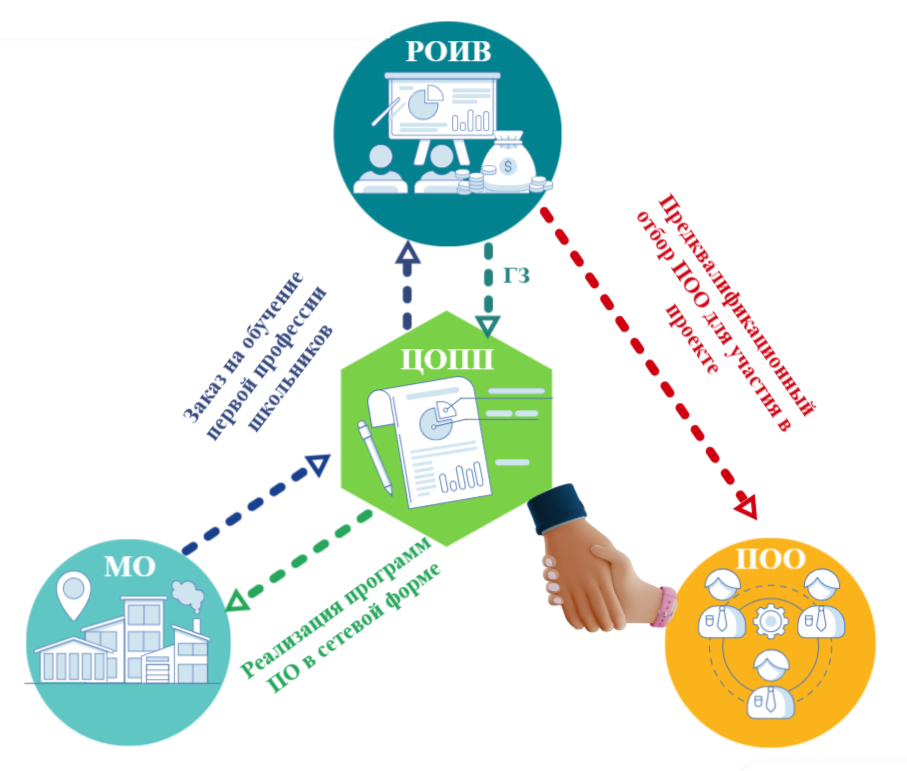 РОИВ
$
ГЗ
Предквалификационный
отбор ПОО для участия в
проекте
Заказ на обучение
первой профессии
школьников
ЦОПП
МО
Реализация программ
ПО в сетевой форме
ПОО